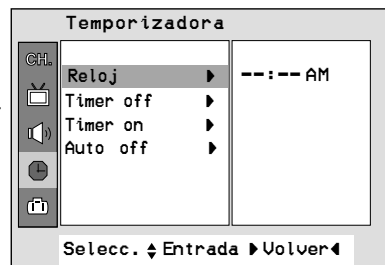 Temporizadora
CH.
Reloj ▶ --:-- AM
Timer off ▶
Timer on ▶
Auto off ▶
Selecc. ▲▼ Entrada ▶ Volver ◀